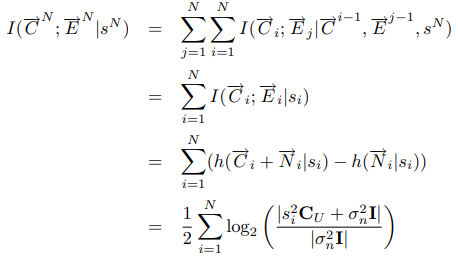 I(\overrightarrow{C}^N; \overrightarrow{E}^N | s^N) = \sum_{j=1}^{N} \sum_{i=1}^{N} I(\overrightarrow{C}_i; \overrightarrow{E}_j | \overrightarrow{C}^{i-1}, \overrightarrow{E}^{j-1}, s^N)
= \sum_{i=1}^{N} I(\overrightarrow{C}_i; \overrightarrow{E}_i | s_i)
= \sum_{i=1}^{N} (h(\overrightarrow{C}_i + \overrightarrow{N}_i | s_i) - h(\overrightarrow{N}_i | s_i))
= \frac{1}{2} \sum_{i=1}^{N} \log_2 \left( \frac{|s_i^2 \mathbf{C}_U + \sigma_n^2 \mathbf{I}|}{|\sigma_n^2 \mathbf{I}|} \right)